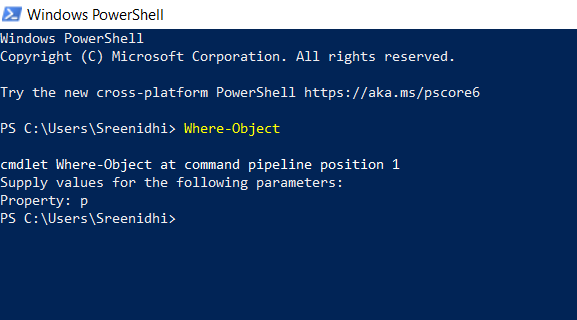 Windows PowerShell
Windows PowerShell
Copyright (C) Microsoft Corporation. All rights reserved.
Try the new cross-platform PowerShell https://aka.ms/pscore6
PS C:\Users\Sreenidhi> Where-Object
cmdlet Where-Object at command pipeline position 1
Supply values for the following parameters:
Property: p
PS C:\Users\Sreenidhi>